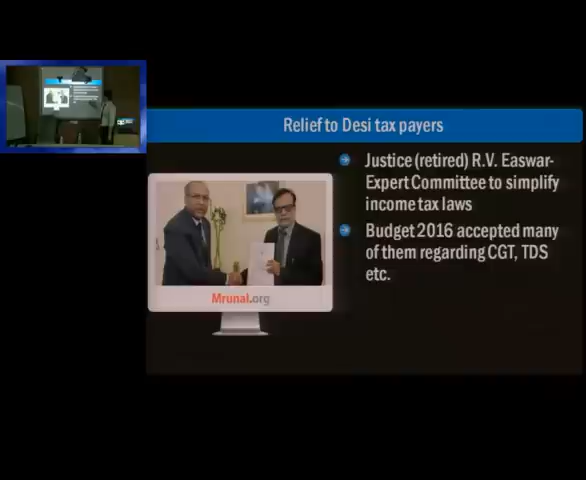 Relief to Desi tax payers
Justice (retired) R.V. Easwar-
Expert Committee to simplify
income tax laws
Budget 2016 accepted many
of them regarding CGT, TDS
etc.
Mrunal.org